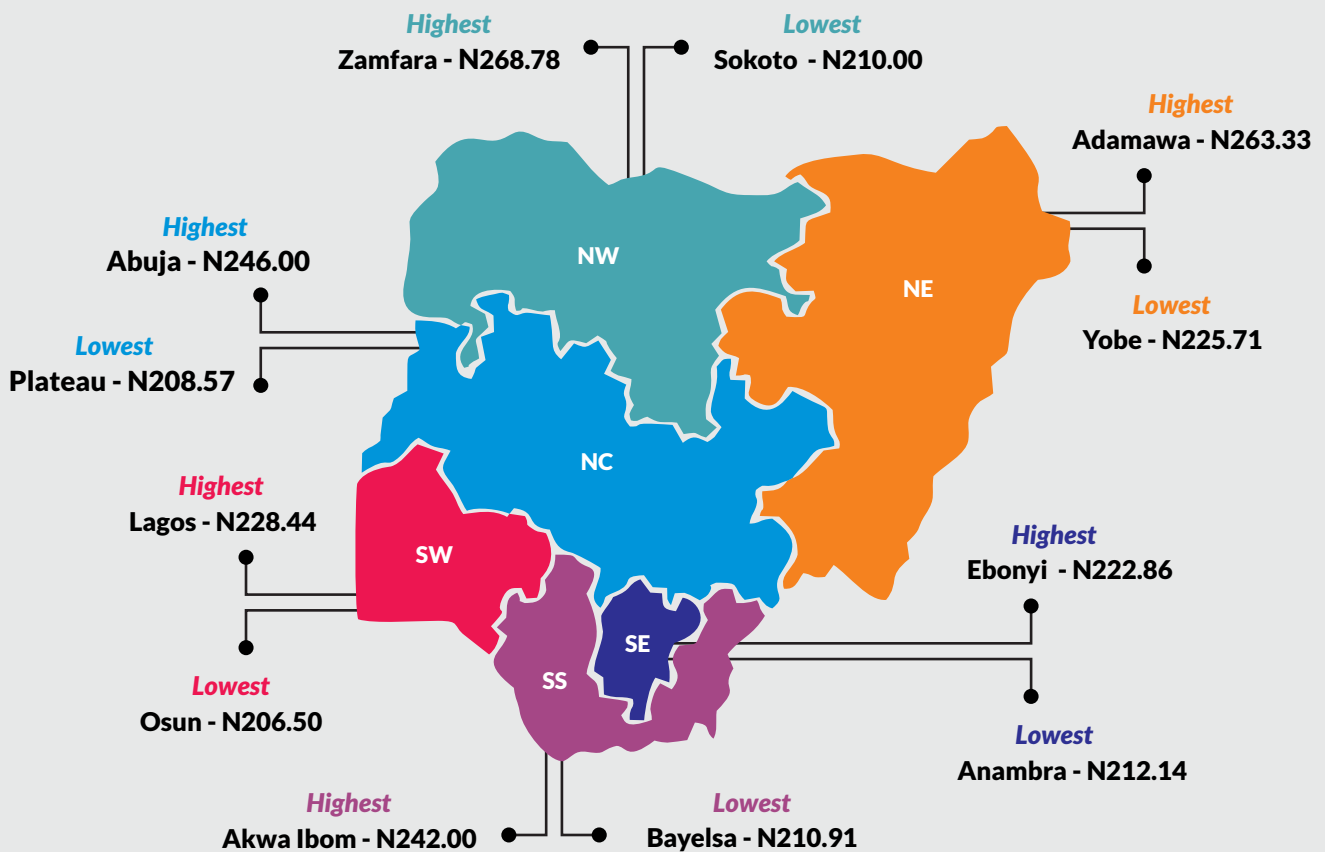 Highest
Zamfara - N268.78
Lowest
Sokoto - N210.00
Highest
Adamawa - N263.33
Lowest
Yobe - N225.71
Highest
Abuja - N246.00
Lowest
Plateau - N208.57
NW
NE
NC
SW
SE
SS
Highest
Lagos - N228.44
Lowest
Osun - N206.50
Highest
Ebonyi - N222.86
Lowest
Anambra - N212.14
Highest
Akwa Ibom - N242.00
Lowest
Bayelsa - N210.91